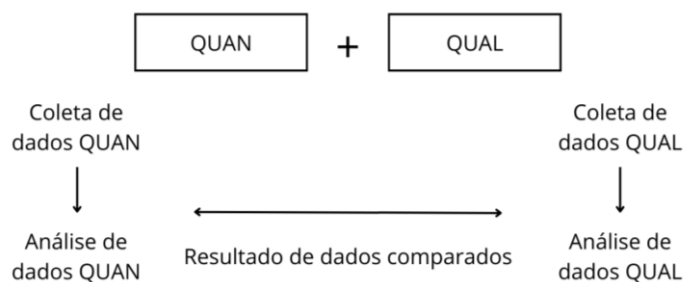 QUAN + QUAL
Coleta de
dados QUAN
Coleta de
dados QUAL
Análise de
dados QUAN
Resultado de dados comparados
Análise de
dados QUAL